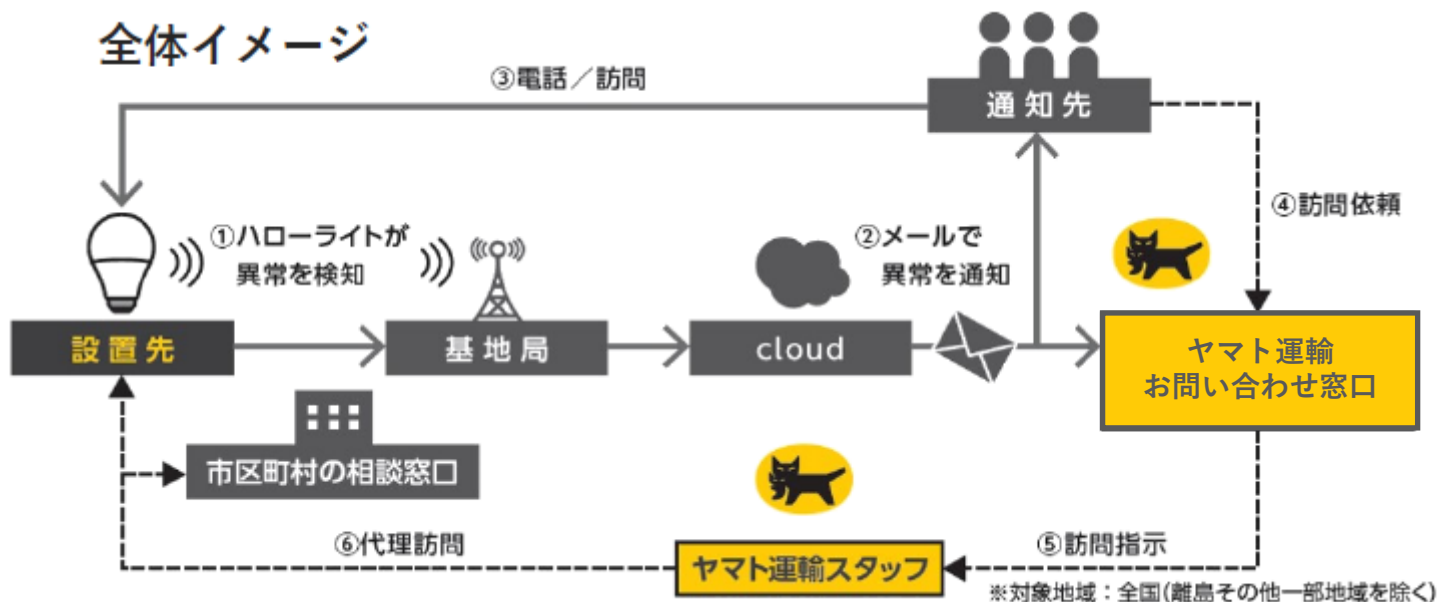 全体イメージ
③電話／訪問
通知先
④訪問依頼
①ハローライトが
異常を検知
②メールで
異常を通知
設置先
基地局
cloud
ヤマト運輸
お問い合わせ窓口
市区町村の相談窓口
⑥代理訪問
ヤマト運輸スタッフ
⑤訪問指示
※対象地域：全国(離島その他一部地域を除く)